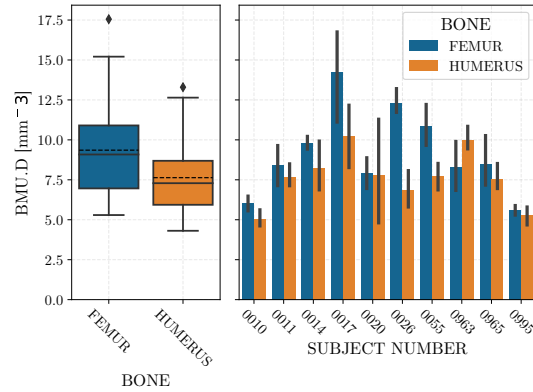 BMU.D [mm−3]
17.5
15.0
12.5
10.0
7.5
5.0
2.5
0.0
FEMUR
HUMERUS
BONE
BONE
FEMUR
HUMERUS
0010
0011
0014
0017
0020
0026
0055
0963
0965
0995
SUBJECT NUMBER